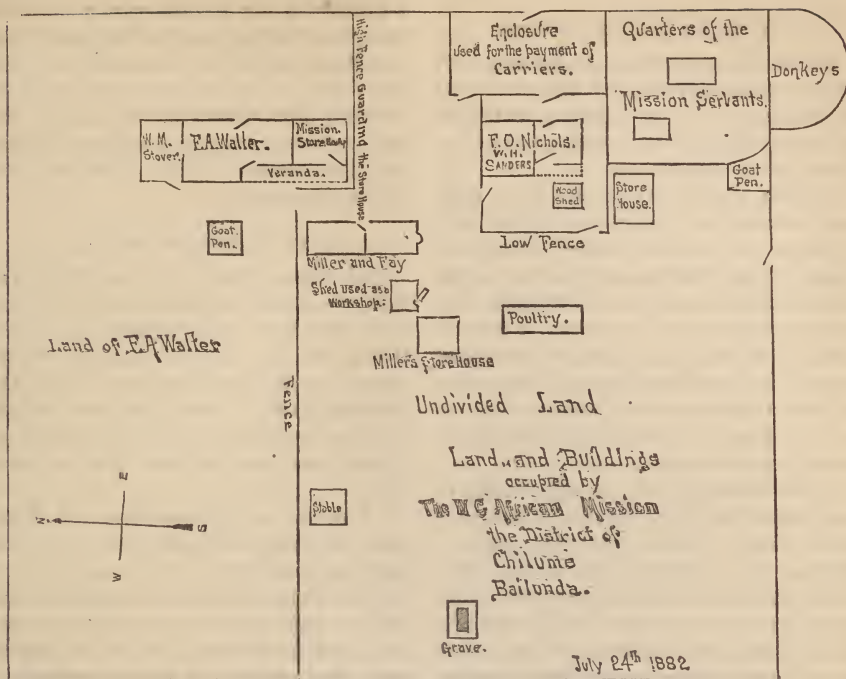 Enclosure
used for the payment of
Carriers.
Quarters of the
Mission Servants.
Donkeys
High Fence Guarding the Store House
W.M.
Stover.
F.A. Walter.
Mission.
Veranda.
F.O. Nichols.
W.H.
SANDERS
Wood
Shed
Store
House.
Goat
Pen.
Low Fence
Goat
Pen.
Miller and Fay
Shed used as a
Workshop.
Poultry.
Miller's Store House
Land of F.A Walter
Fence
Undivided Land
Land and Buildings
occupied by
The W C African Mission
the District of
Chilume
Bailunda.
Stable
N
E
S
W
Grave.
July 24th 1882